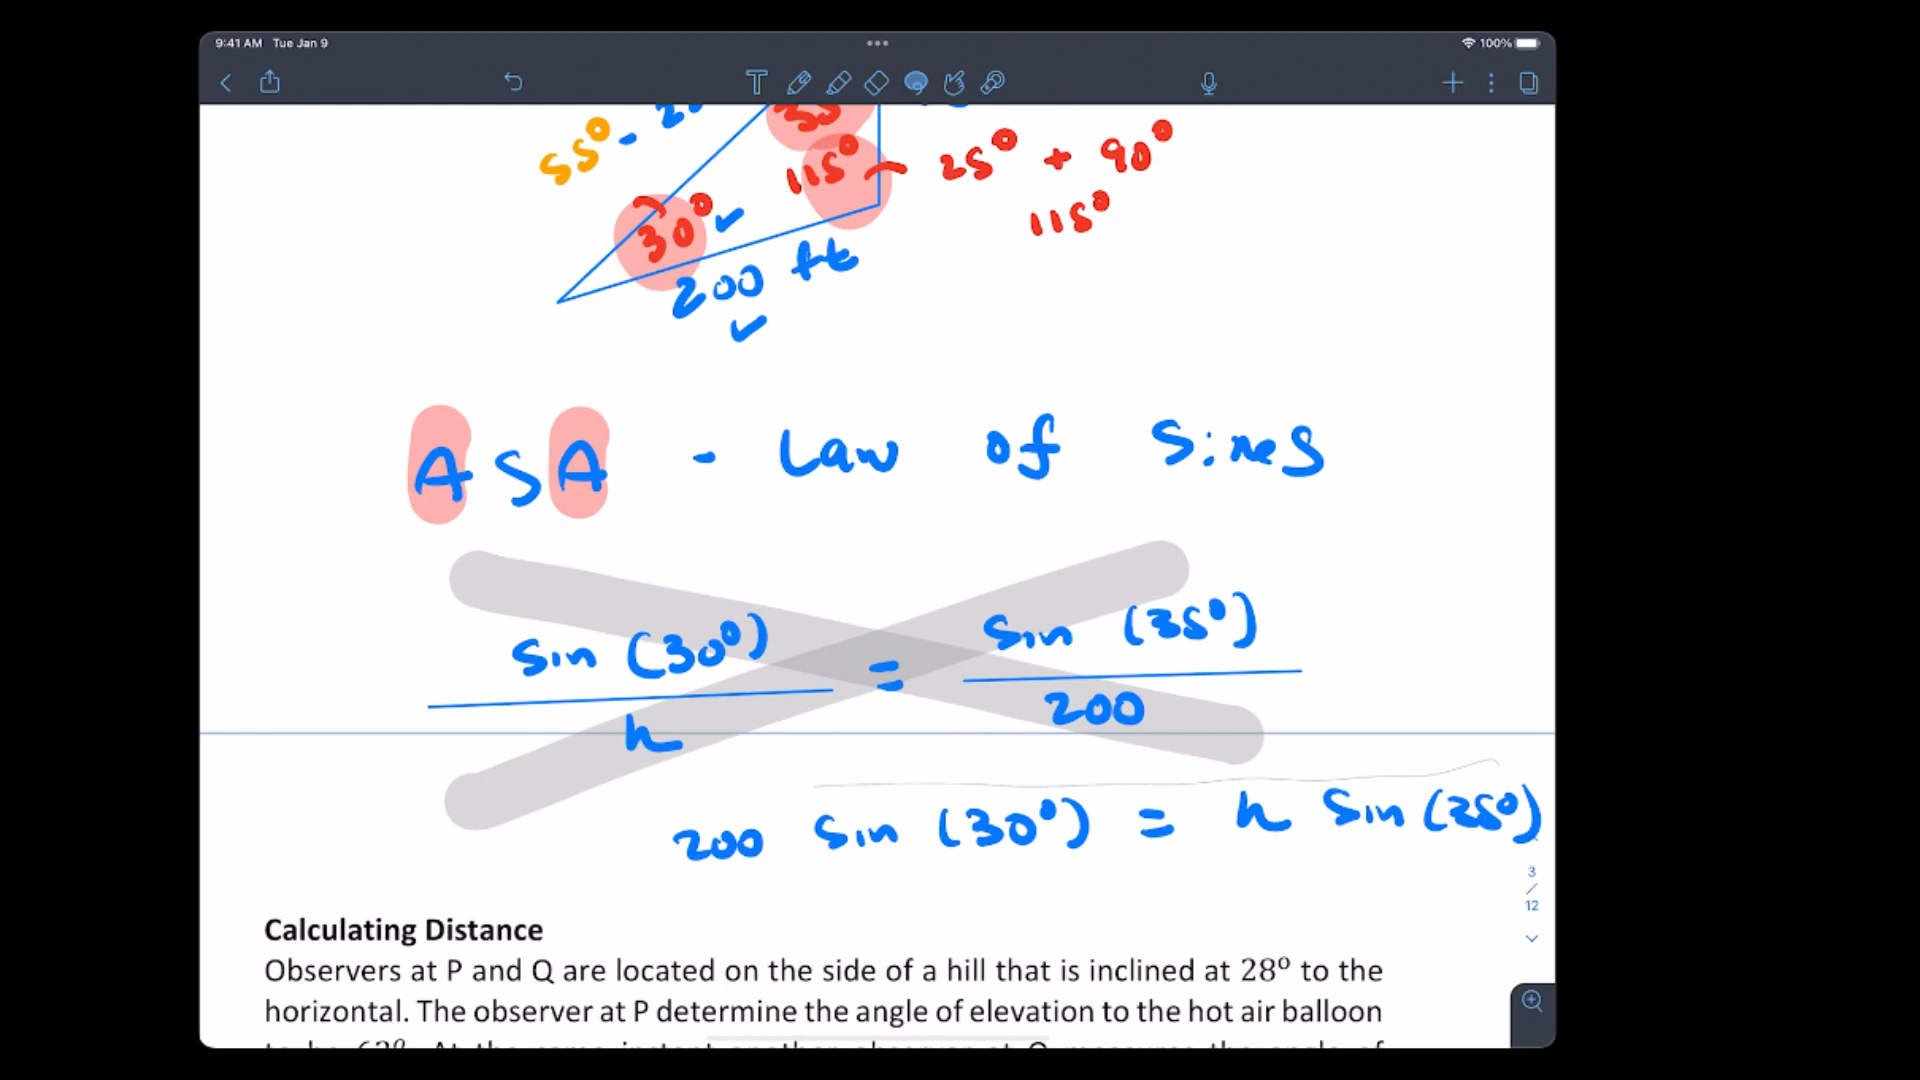 9:41 AM Tue Jan 9
100%
35
55° - 2
115° 25° + 90°
115°
30°
200 ft
ASA - Law of Sines
sin (30°) = sin (35°)
h 200
200 sin (30°) = h sin (35°)
3
/
12
Calculating Distance
Observers at P and Q are located on the side of a hill that is inclined at 28° to the
horizontal. The observer at P determine the angle of elevation to the hot air balloon